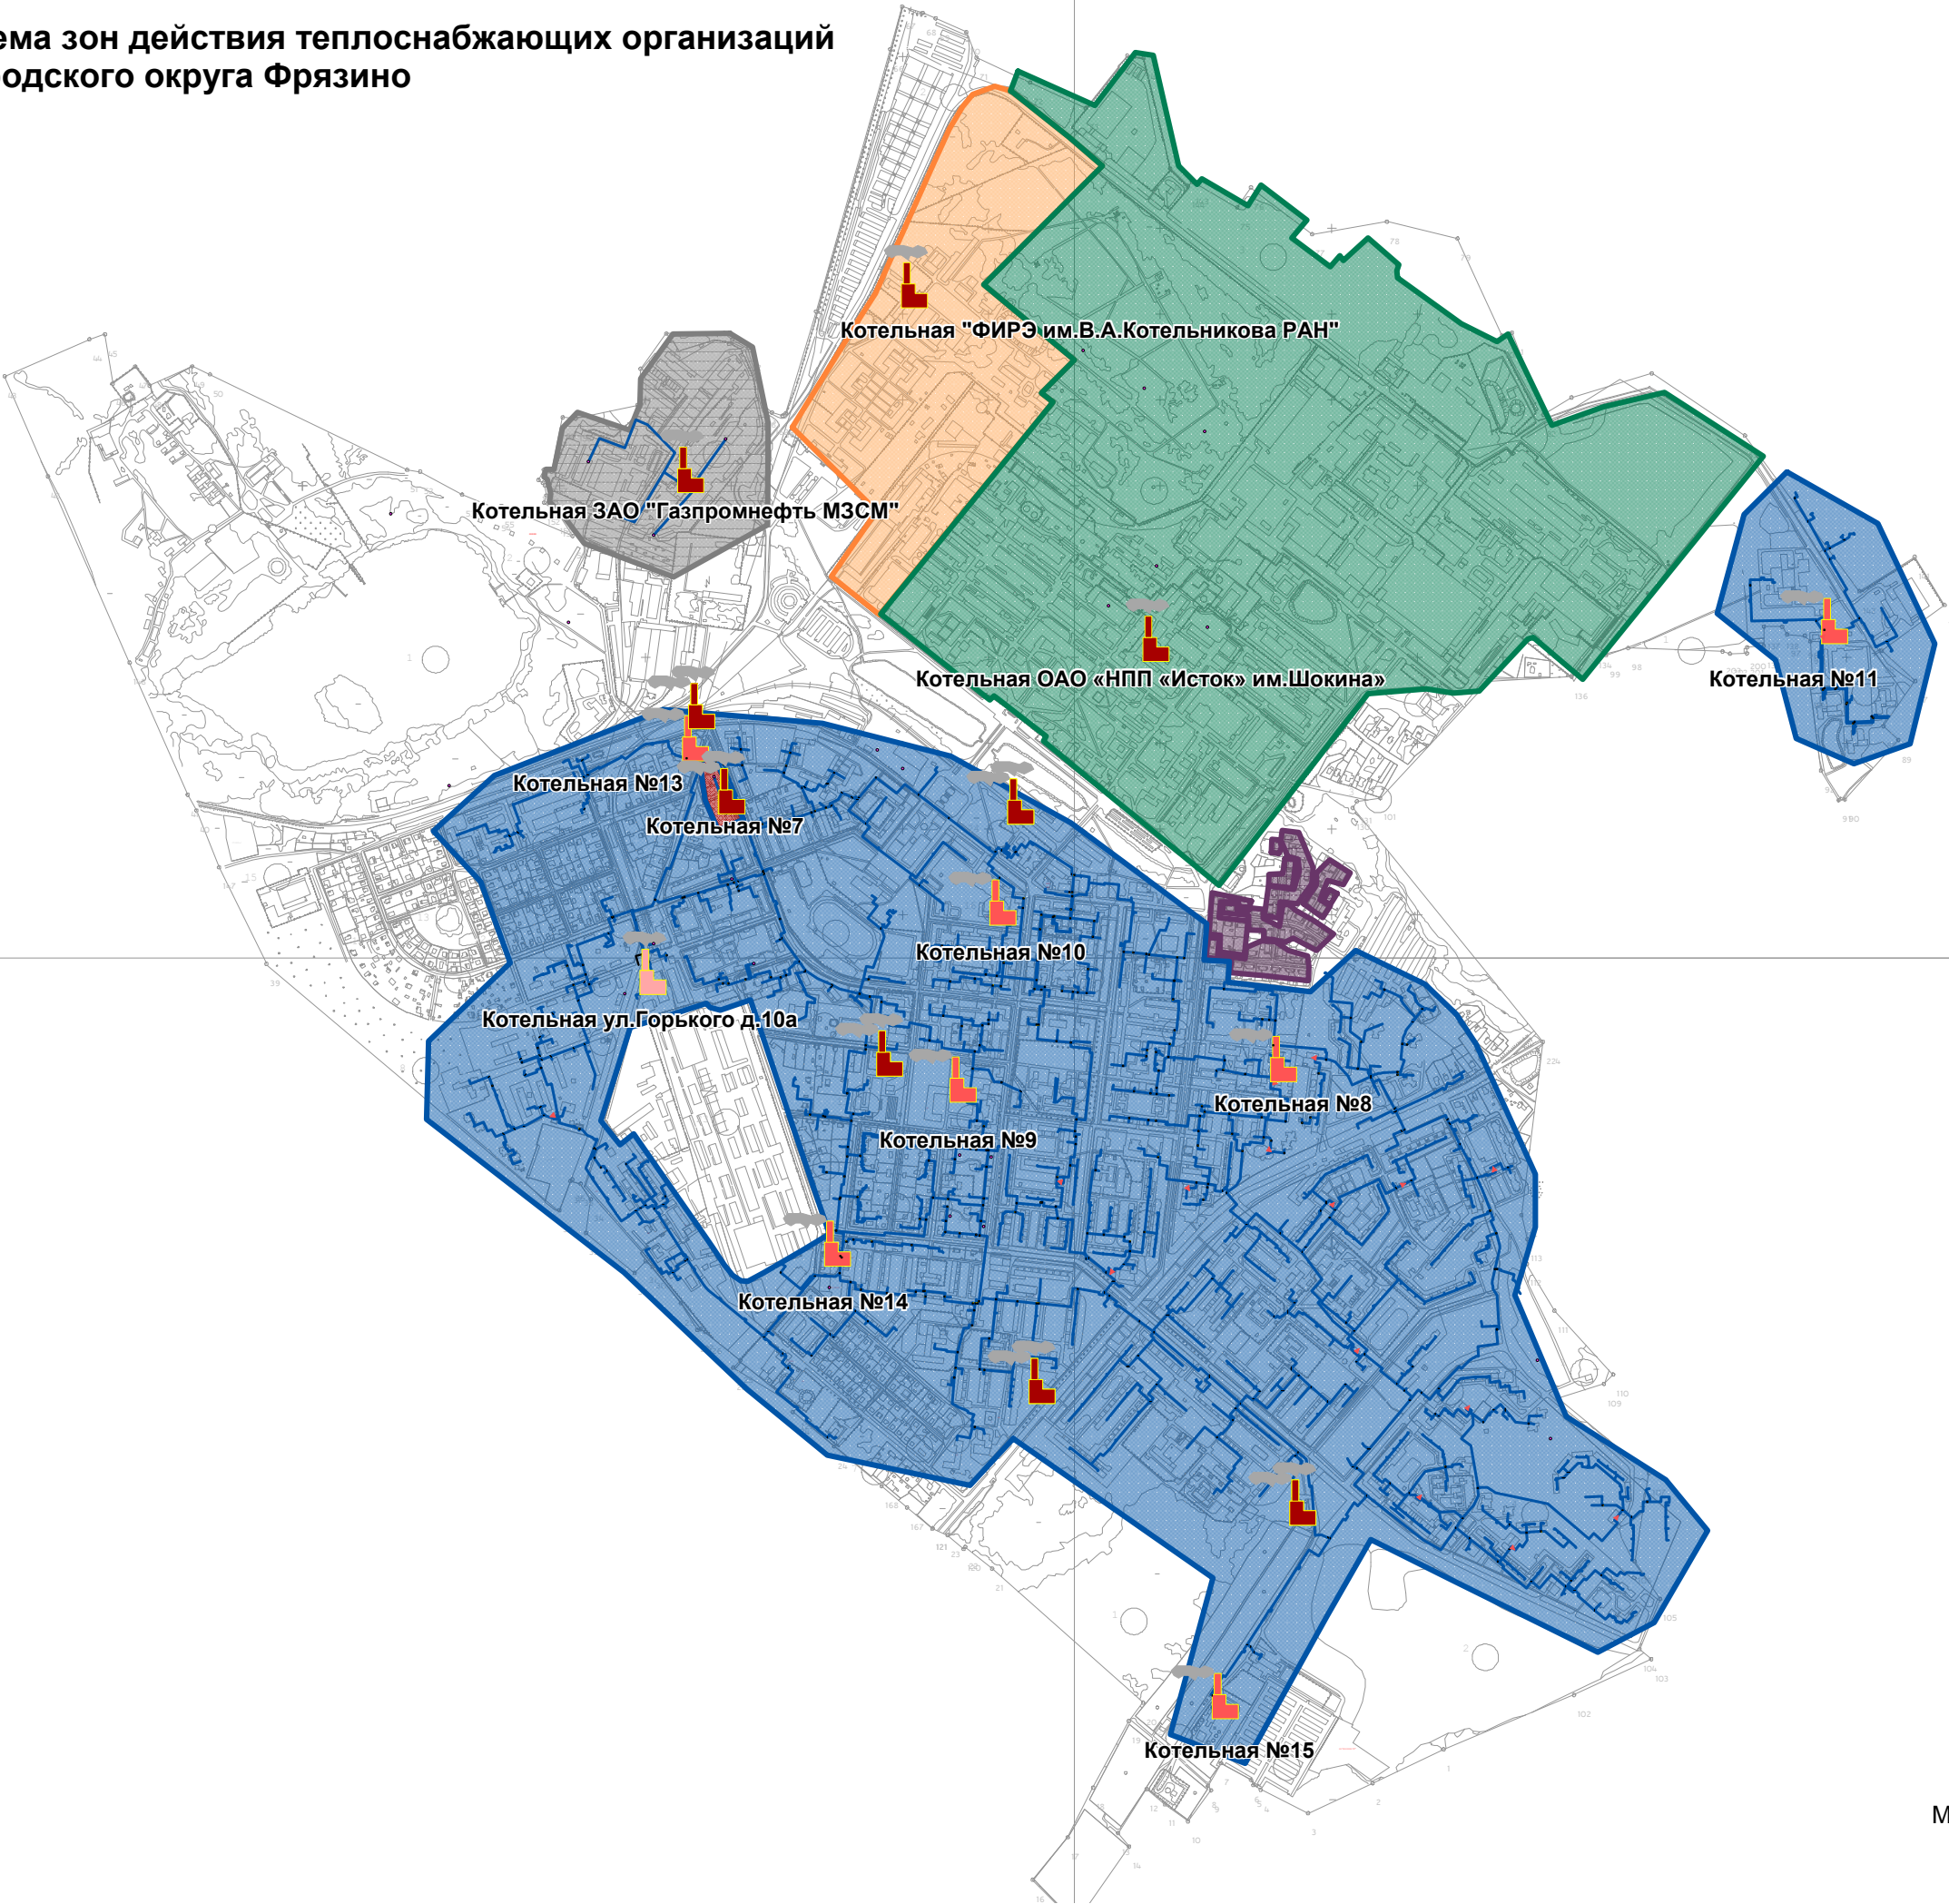 ема зон действия теплоснабжающих организаций
родского округа Фрязино
Котельная "ФИРЭ им.В.А.Котельникова РАН"
Котельная ЗАО "Газпромнефть МЗСМ"
Котельная ОАО «НПП «Исток» им.Шокина»
Котельная №11
Котельная №13
Котельная №7
Котельная №10
Котельная ул.Горького д.10а
Котельная №8
Котельная №9
Котельная №14
Котельная №15
М